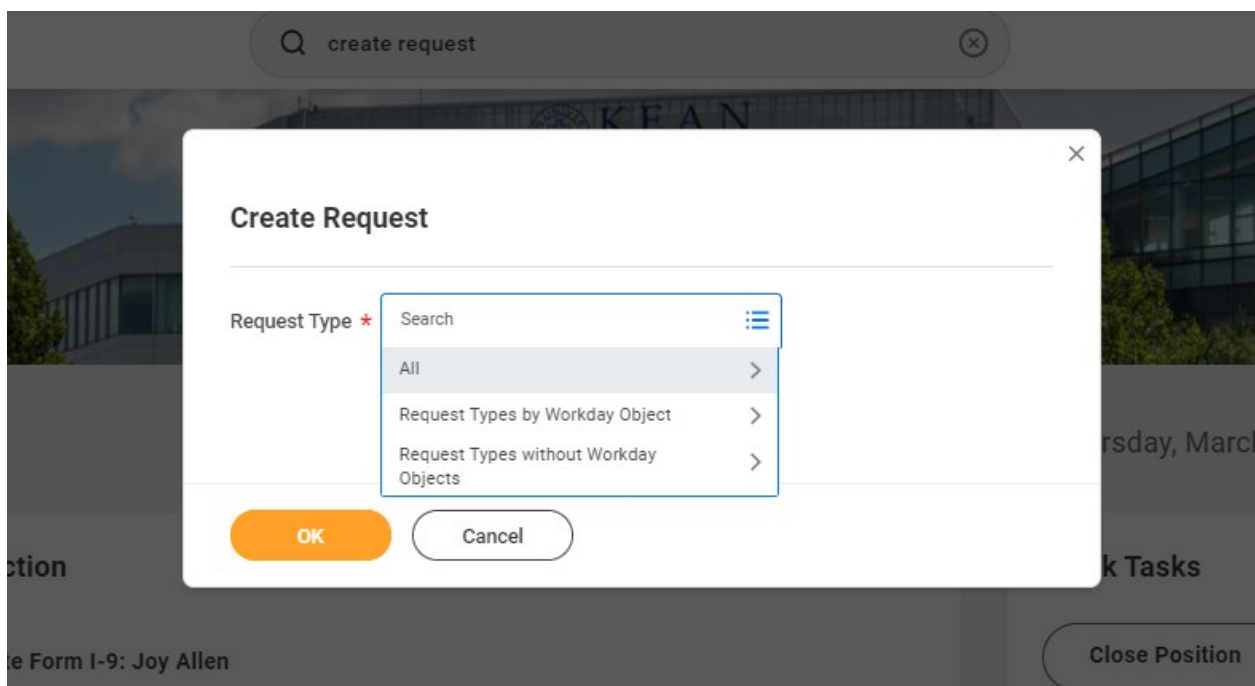 create request
KEAN
Create Request
Request Type *
Search
All
Request Types by Workday Object
Request Types without Workday
Objects
rsday, Marc
OK
Cancel
ction
k Tasks
te Form I-9: Joy Allen
Close Position